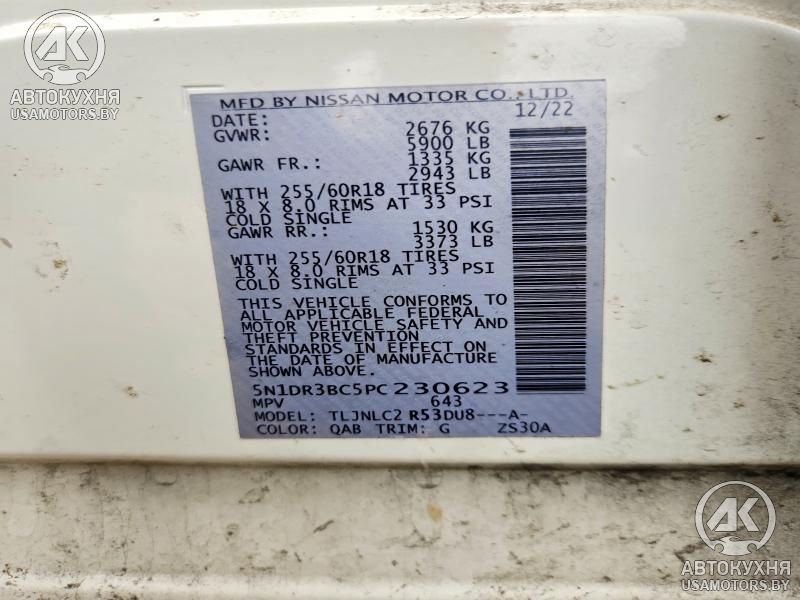 AK
АВТОКУХНЯ
USAMOTORS.BY
MFD BY NISSAN MOTOR CO., LTD.
DATE: 12/22
GVWR: 2676 KG
5900 LB
GAWR FR.: 1335 KG
2943 LB
WITH 255/60R18 TIRES
18 X 8.0 RIMS AT 33 PSI
COLD SINGLE
GAWR RR.: 1530 KG
3373 LB
WITH 255/60R18 TIRES
18 X 8.0 RIMS AT 33 PSI
COLD SINGLE
THIS VEHICLE CONFORMS TO
ALL APPLICABLE FEDERAL
MOTOR VEHICLE SAFETY AND
THEFT PREVENTION
STANDARDS IN EFFECT ON
THE DATE OF MANUFACTURE
SHOWN ABOVE.
5N1DR3BC5PC230623
MPV 643
MODEL: TLJNLC2 R53DU8---A-
COLOR: QAB TRIM: G ZS30A
AK
АВТОКУХНЯ
USAMOTORS.BY